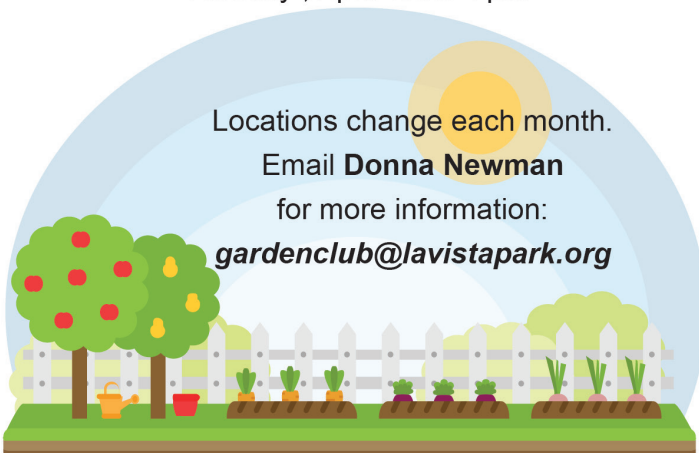 Locations change each month.
Email Donna Newman
for more information:
gardenclub@lavistapark.org